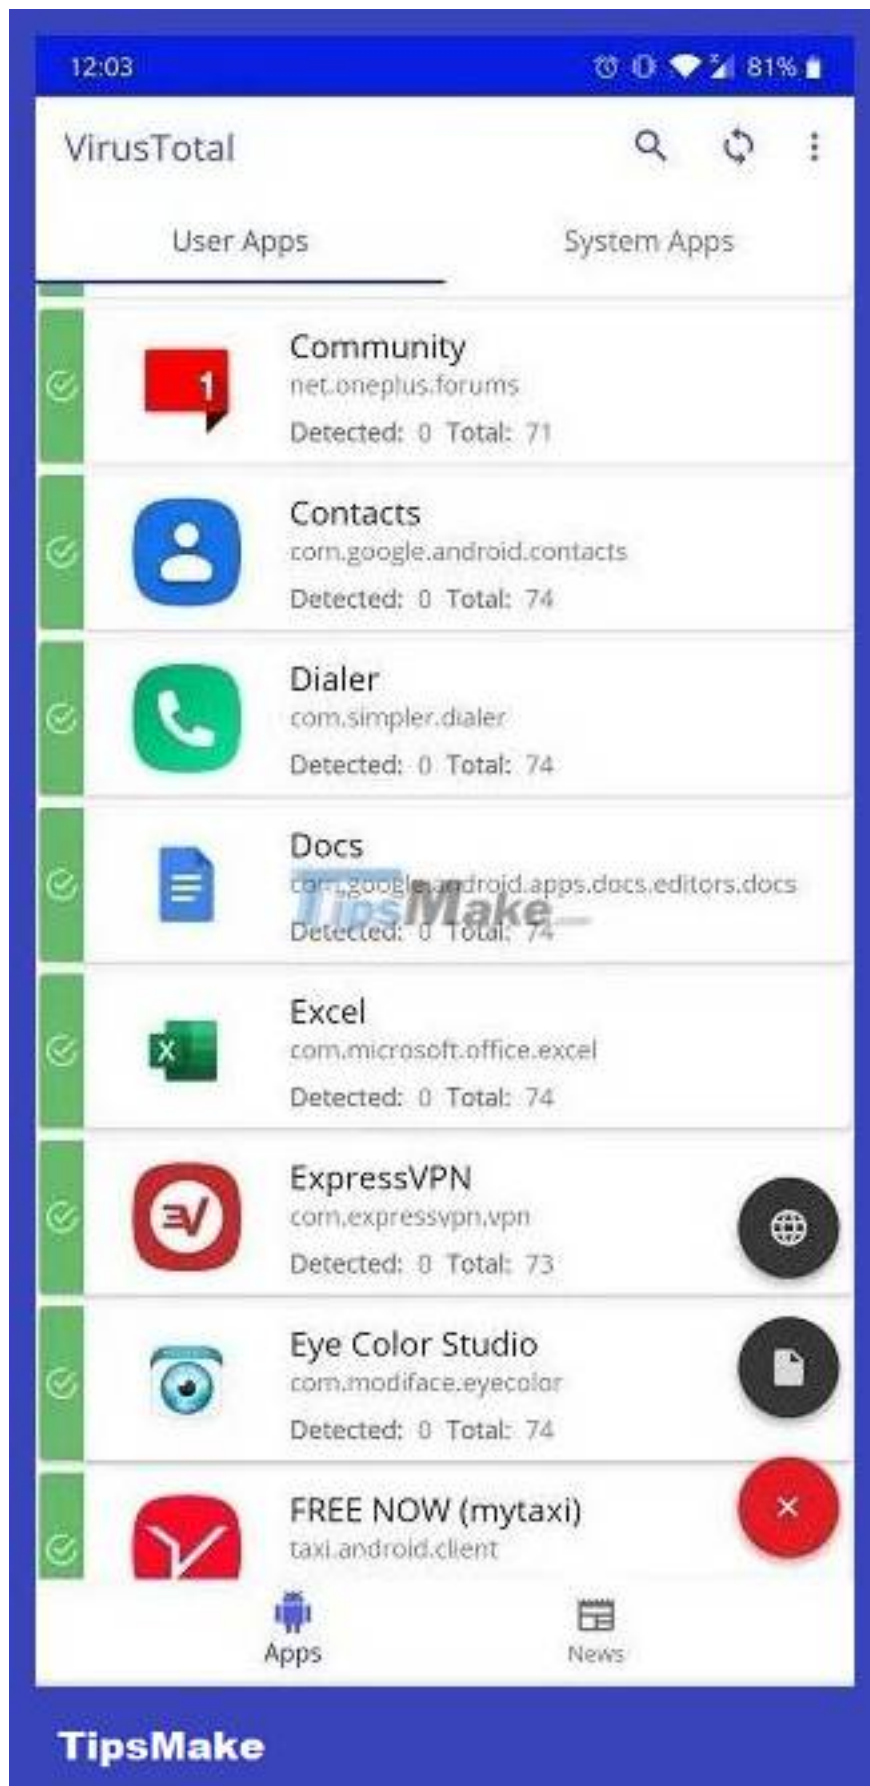 12:03
81%
VirusTotal
User Apps
System Apps
1
Community
net.oneplus.forums
Detected: 0 Total: 71
Contacts
com.google.android.contacts
Detected: 0 Total: 74
Dialer
com.simpler.dialer
Detected: 0 Total: 74
Docs
com.google.android.apps.docs.editors.docs
TipsMake
Detected: 0 Total: 74
Excel
X
com.microsoft.office.excel
Detected: 0 Total: 74
ExpressVPN
com.expressvpn.vpn
Detected: 0 Total: 73
Eye Color Studio
com.modiface.eyecolor
Detected: 0 Total: 74
FREE NOW (mytaxi)
taxi.android.client
Apps
News
TipsMake